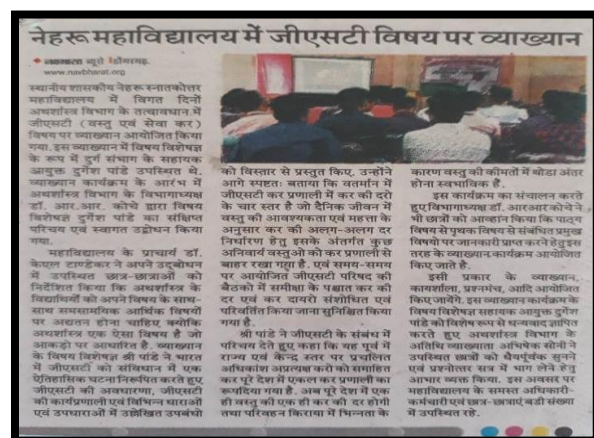 नेहरू महाविद्यालय में जीएसटी विषय पर व्याख्यान
नवभारत ब्यूरो डोंगरगढ़.
www.navbharat.org
स्थानीय शासकीय नेहरू स्नातकोत्तर
महाविद्यालय में विगत दिनों
अर्थशास्त्र विभाग के तत्वावधान में
जीएसटी (वस्तु एवं सेवा कर)
विषय पर व्याख्यान आयोजित किया
गया. इस व्याख्यान में विषय विशेषज्ञ
के रूप में दुर्ग संभाग के सहायक
आयुक्त दुर्गेश पांडे उपस्थित थे.
व्याख्यान कार्यक्रम के आरंभ में
अर्थशास्त्र विभाग के विभागाध्यक्ष
डॉ. आर.आर. कोचे द्वारा विषय
विशेषज्ञ दुर्गेश पांडे का संक्षिप्त
परिचय एवं स्वागत उद्बोधन किया
गया.
महाविद्यालय के प्राचार्य डॉ.
केएल टाण्डेकर ने अपने उद्बोधन
में उपस्थित छात्र-छात्राओं को
निर्देशित किया कि अर्थशास्त्र के
विद्यार्थियों को अपने विषय के साथ-
साथ समसामयिक आर्थिक विषयों
पर अद्यतन होना चाहिए क्योंकि
अर्थशास्त्र एक ऐसा विषय है जो
आकड़ो पर आधारित है. व्याख्यान
के विषय विशेषज्ञ श्री पांडे ने भारत
में जीएसटी को संविधान में एक
ऐतिहासिक घटना निरूपित करते हुए
जीएसटी की अवधारणा, जीएसटी
की कार्यप्रणाली एवं विभिन्न धाराओं
एवं उपधाराओं में उल्लेखित उपबंधो
को विस्तार से प्रस्तुत किए. उन्होंने
आगे स्पष्टतः बताया कि वर्तमान में
जीएसटी कर प्रणाली में कर की दरो
के चार स्तर है जो दैनिक जीवन में
वस्तु की आवश्यकता एवं महत्ता के
अनुसार कर की अलग-अलग दर
निर्धारण हेतु इसके अंतर्गत कुछ
अनिवार्य वस्तुओ को कर प्रणाली से
बाहर रखा गया है. एवं समय-समय
पर आयोजित जीएसटी परिषद की
बैठको में समीक्षा के पश्चात कर की
दर एवं कर दायरो संशोधित एवं
परिवर्तित किया जाना सुनिश्चित किया
गया है.
श्री पांडे ने जीएसटी के संबंध में
परिचय देते हुए कहा कि यह पूर्व में
राज्य एवं केन्द्र स्तर पर प्रचलित
अधिकांश अप्रत्यक्ष करो को समाहित
कर पूरे देश में एकल कर प्रणाली का
रूप दिया गया है. अब पूरे देश में एक
ही वस्तु की एक ही कर की दर होगी
तथा परिवहन किराया में भिन्नता के
कारण वस्तु की कीमतों में थोडा अंतर
होना स्वभाविक हैं.
इस कार्यक्रम का संचालन करते
हुए विभागाध्यक्ष डॉ. आरआर कोचे ने
भी छात्रों को आव्हान किया कि पाठ्य
विषय से पृथक विषय से संबंधित प्रमुख
विषयो पर जानकारी प्राप्त करने हेतु इस
तरह के व्याख्यान कार्यक्रम आयोजित
किए जाते है.
इसी प्रकार के व्याख्यान,
कार्यशाला, प्रश्नमंच, आदि आयोजित
किए जायेंगे. इस व्याख्यान कार्यक्रम के
विषय विशेषज्ञ सहायक आयुक्त दुर्गेश
पांडे को विशेष रूप से धन्यवाद ज्ञापित
करते हुए अर्थशास्त्र विभाग के
अतिथि व्याख्याता अभिषेक सोनी ने
उपस्थित छात्रों को धैर्यपूर्वक सुनने
एवं प्रश्नोत्तर सत्र में भाग लेने हेतु
आभार व्यक्त किया. इस अवसर पर
महाविद्यालय के समस्त अधिकारी-
कर्मचारी एवं छात्र-छात्राएं बडी संख्या
में उपस्थित रहे.